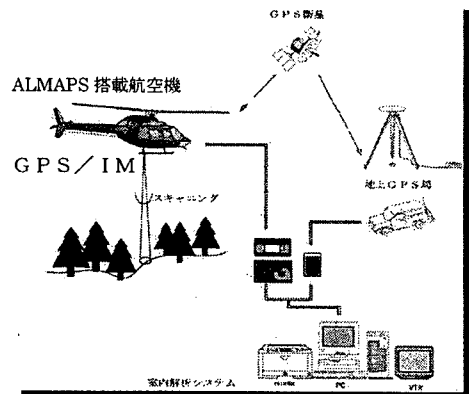 GPS衛星
ALMAPS 搭載航空機
GPS／IM
スキャニング
地上GPS局
室内解析システム
PC
VTR